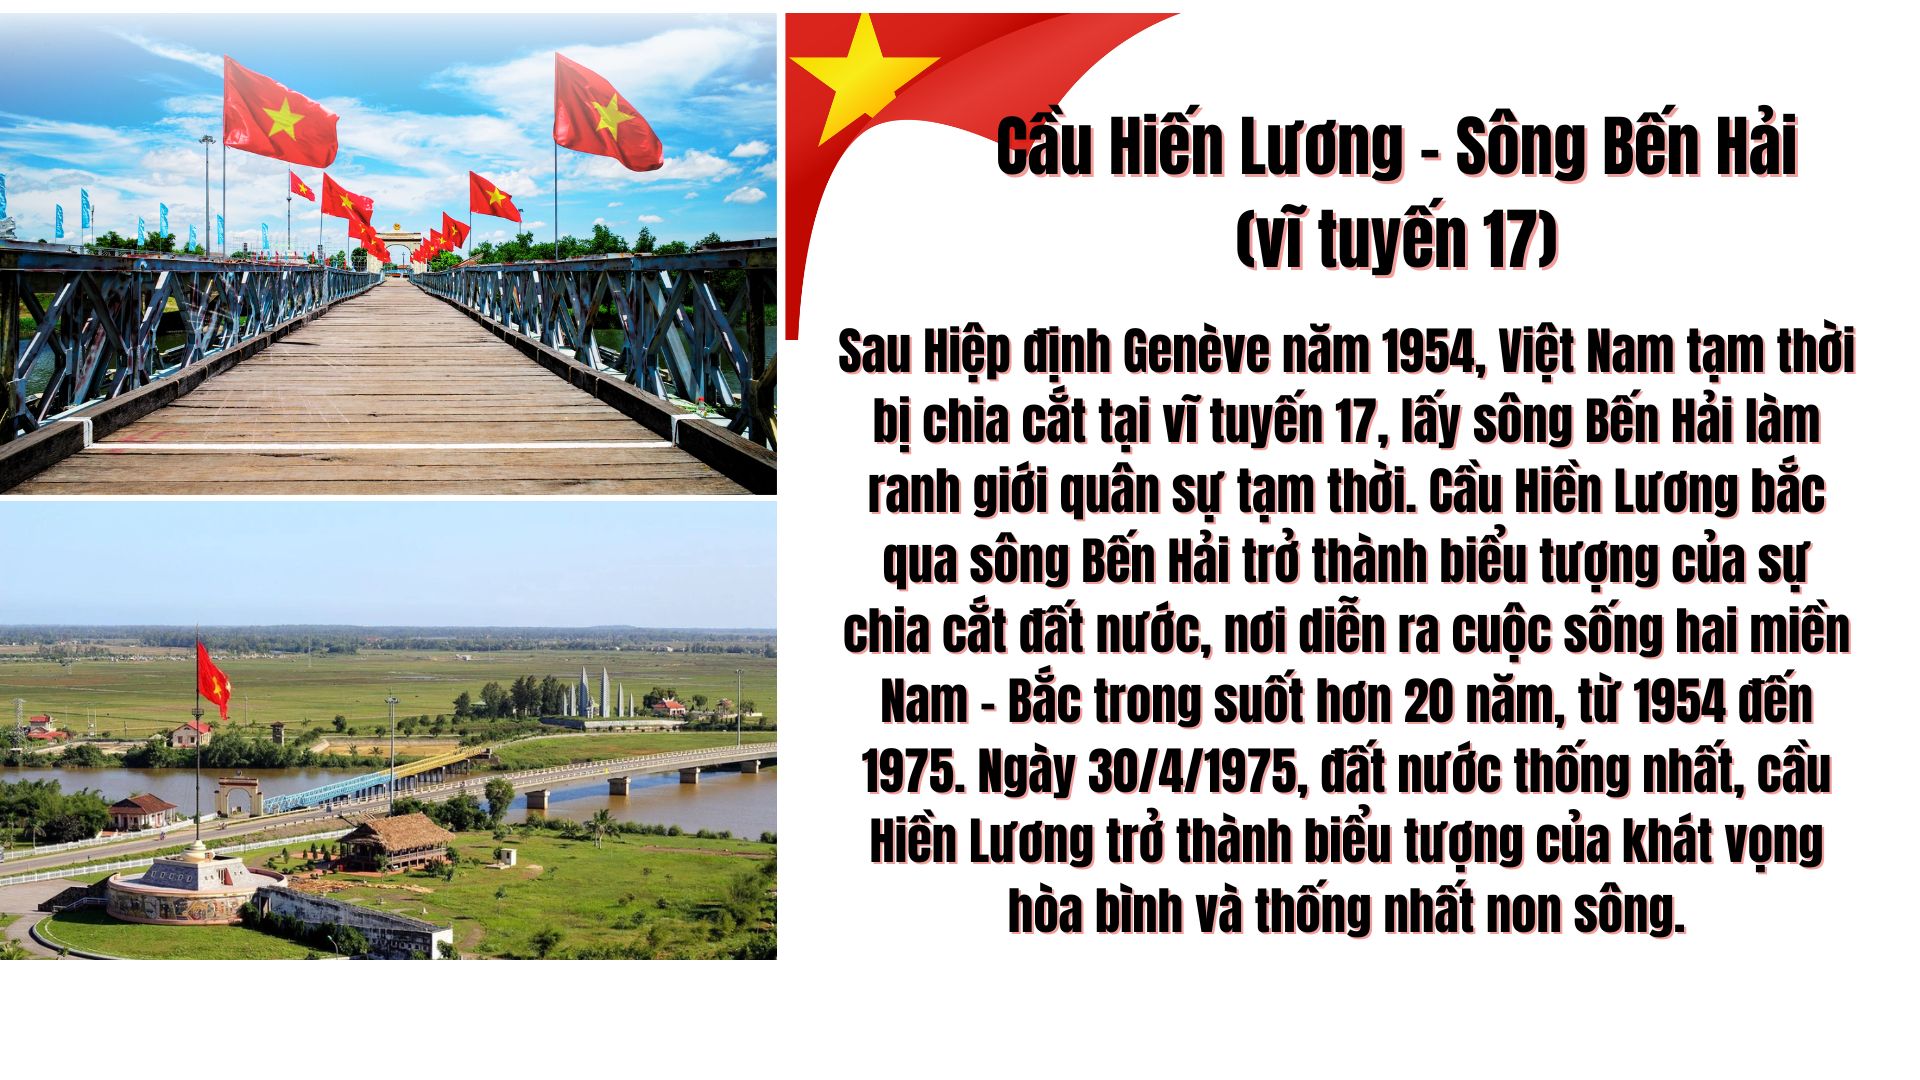 Cầu Hiến Lương - Sông Bến Hải
(vĩ tuyến 17)
Sau Hiệp định Genève năm 1954, Việt Nam tạm thời
bị chia cắt tại vĩ tuyến 17, lấy sông Bến Hải làm
ranh giới quân sự tạm thời. Cầu Hiền Lương bắc
qua sông Bến Hải trở thành biểu tượng của sự
chia cắt đất nước, nơi diễn ra cuộc sống hai miền
Nam - Bắc trong suốt hơn 20 năm, từ 1954 đến
1975. Ngày 30/4/1975, đất nước thống nhất, cầu
Hiền Lương trở thành biểu tượng của khát vọng
hòa bình và thống nhất non sông.